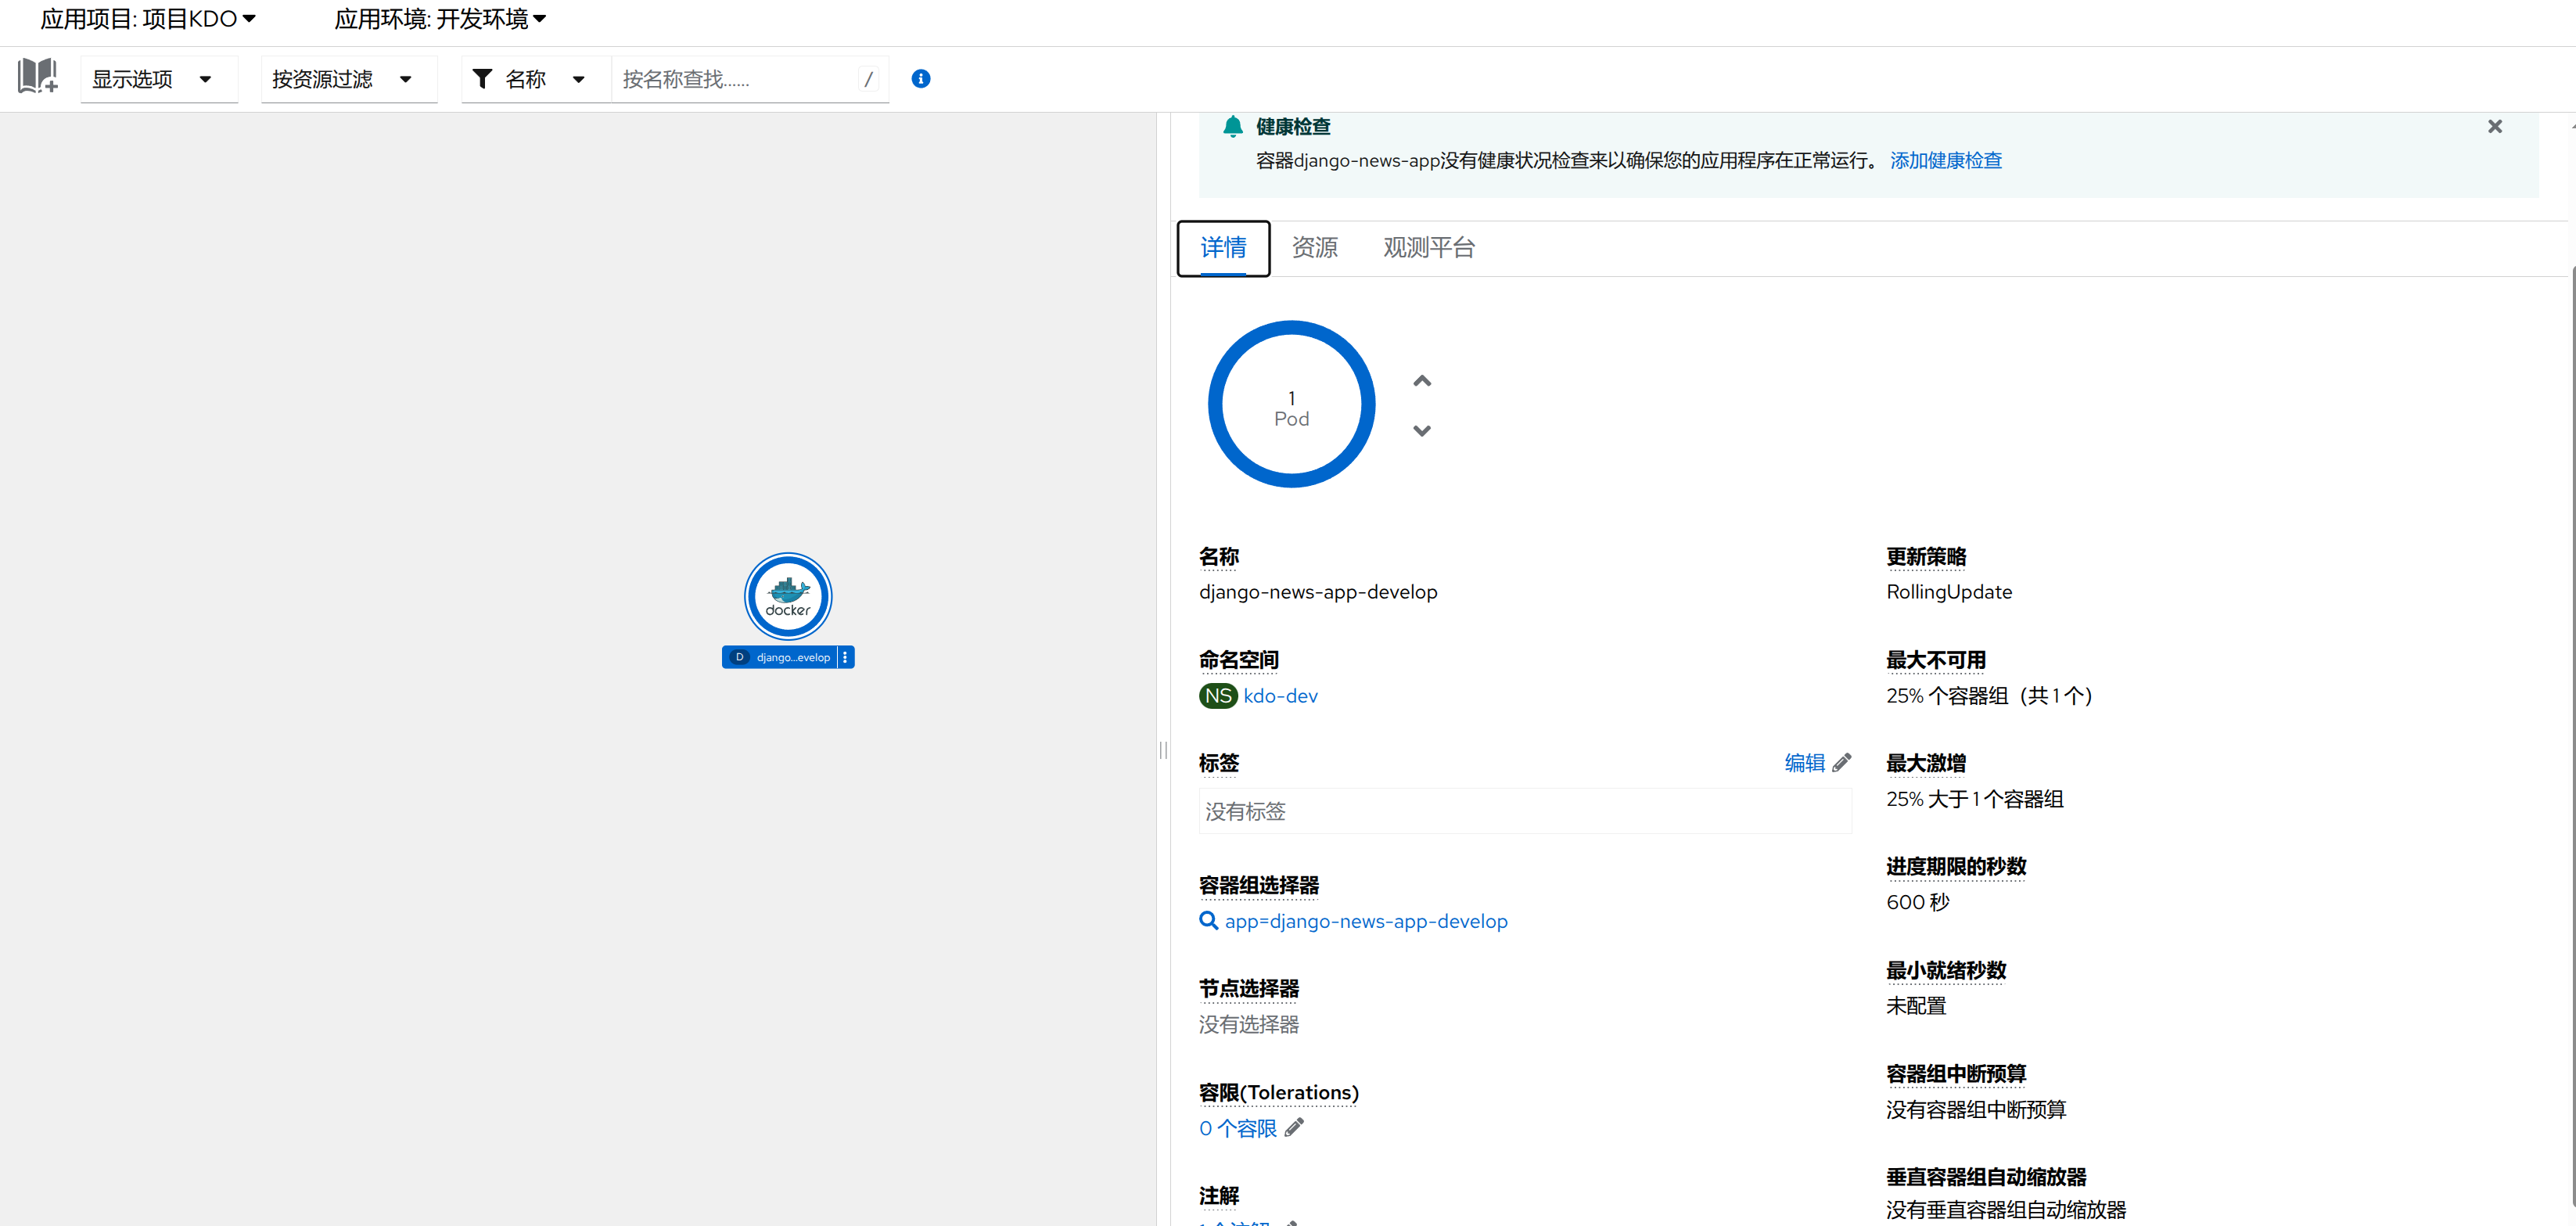 应用项目: 项目KDO
应用环境: 开发环境
显示选项
按资源过滤
名称
按名称查找......
/
健康检查
容器django-news-app没有健康状况检查来以确保您的应用程序在正常运行。 添加健康检查
详情
资源
观测平台
1
Pod
docker
D django...evelop
名称
django-news-app-develop
命名空间
NS kdo-dev
标签
编辑
没有标签
容器组选择器
app=django-news-app-develop
节点选择器
没有选择器
容限(Tolerations)
0 个容限
注解
更新策略
RollingUpdate
最大不可用
25% 个容器组（共 1 个）
最大激增
25% 大于 1 个容器组
进度期限的秒数
600 秒
最小就绪秒数
未配置
容器组中断预算
没有容器组中断预算
垂直容器组自动缩放器
没有垂直容器组自动缩放器